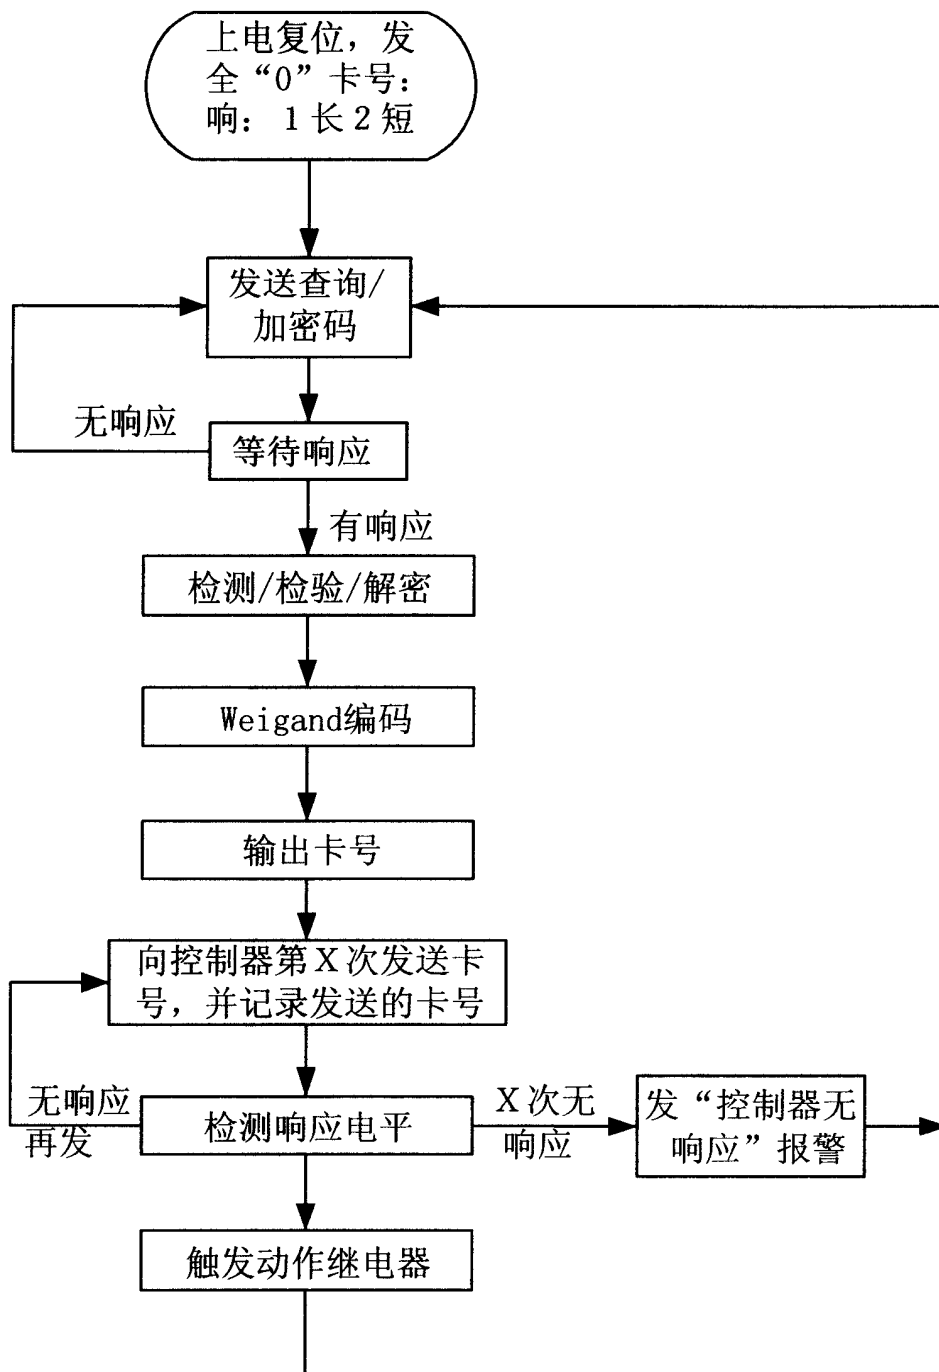 上电复位，发
全“0”卡号：
响：1长2短
发送查询/
加密码
无响应
等待响应
有响应
检测/检验/解密
Weigand编码
输出卡号
向控制器第X次发送卡
号，并记录发送的卡号
无响应
再发
检测响应电平
X次无
响应
发“控制器无
响应”报警
触发动作继电器